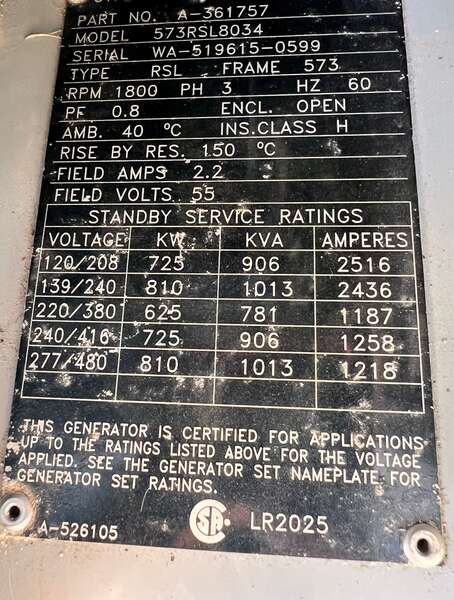 PART NO. A-361757
MODEL 573RSL8034
SERIAL WA-519615-0599
TYPE RSL FRAME 573
RPM 1800 PH 3 HZ 60
PF 0.8 ENCL. OPEN
AMB. 40 °C INS.CLASS H
RISE BY RES. 150 °C
FIELD AMPS 2.2
FIELD VOLTS 55
STANDBY SERVICE RATINGS
VOLTAGE KW KVA AMPERES
120/208 725 906 2516
139/240 810 1013 2436
220/380 625 781 1187
240/416 725 906 1258
277/480 810 1013 1218
THIS GENERATOR IS CERTIFIED FOR APPLICATIONS
UP TO THE RATINGS LISTED ABOVE FOR THE VOLTAGE
APPLIED. SEE THE GENERATOR SET NAMEPLATE FOR
GENERATOR SET RATINGS.
A-526105 SA LR2025